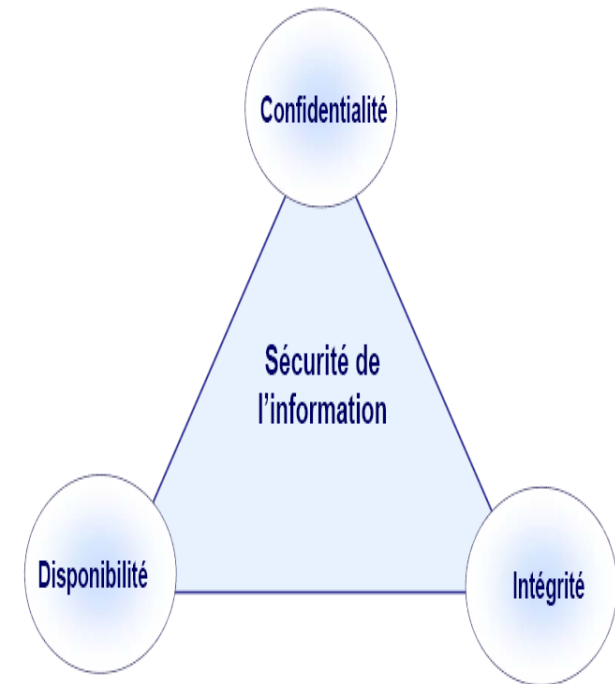 Confidentialité
Sécurité de
l'information
Disponibilité
Intégrité